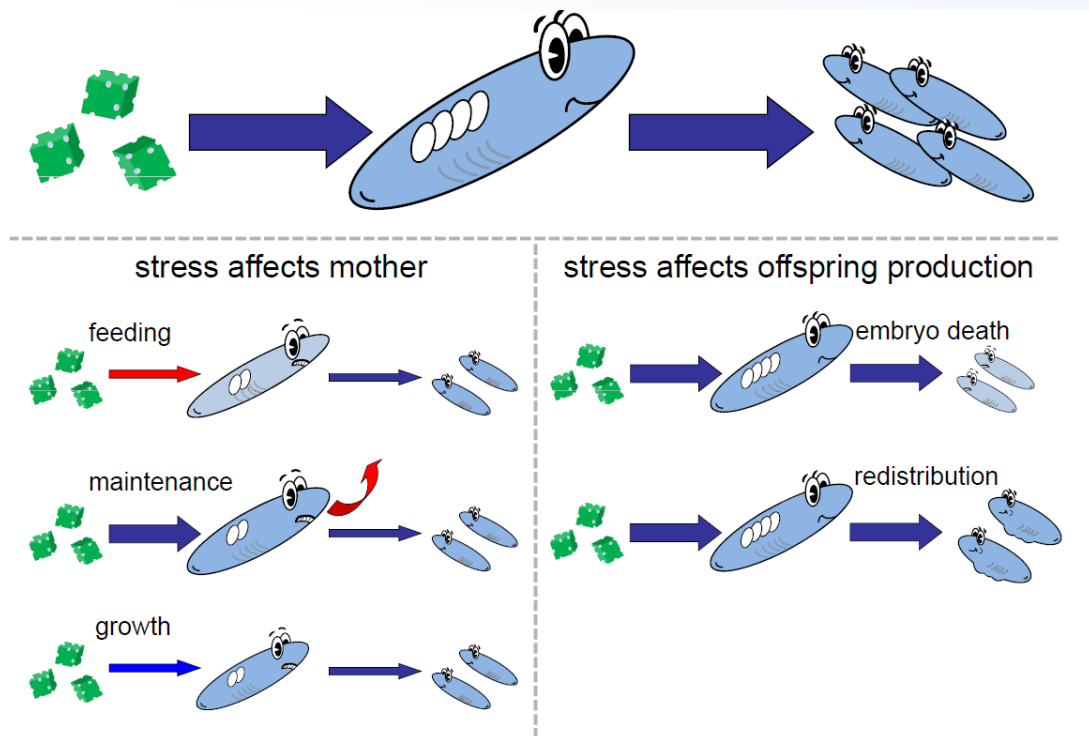 stress affects mother
stress affects offspring production
feeding
embryo death
maintenance
redistribution
growth